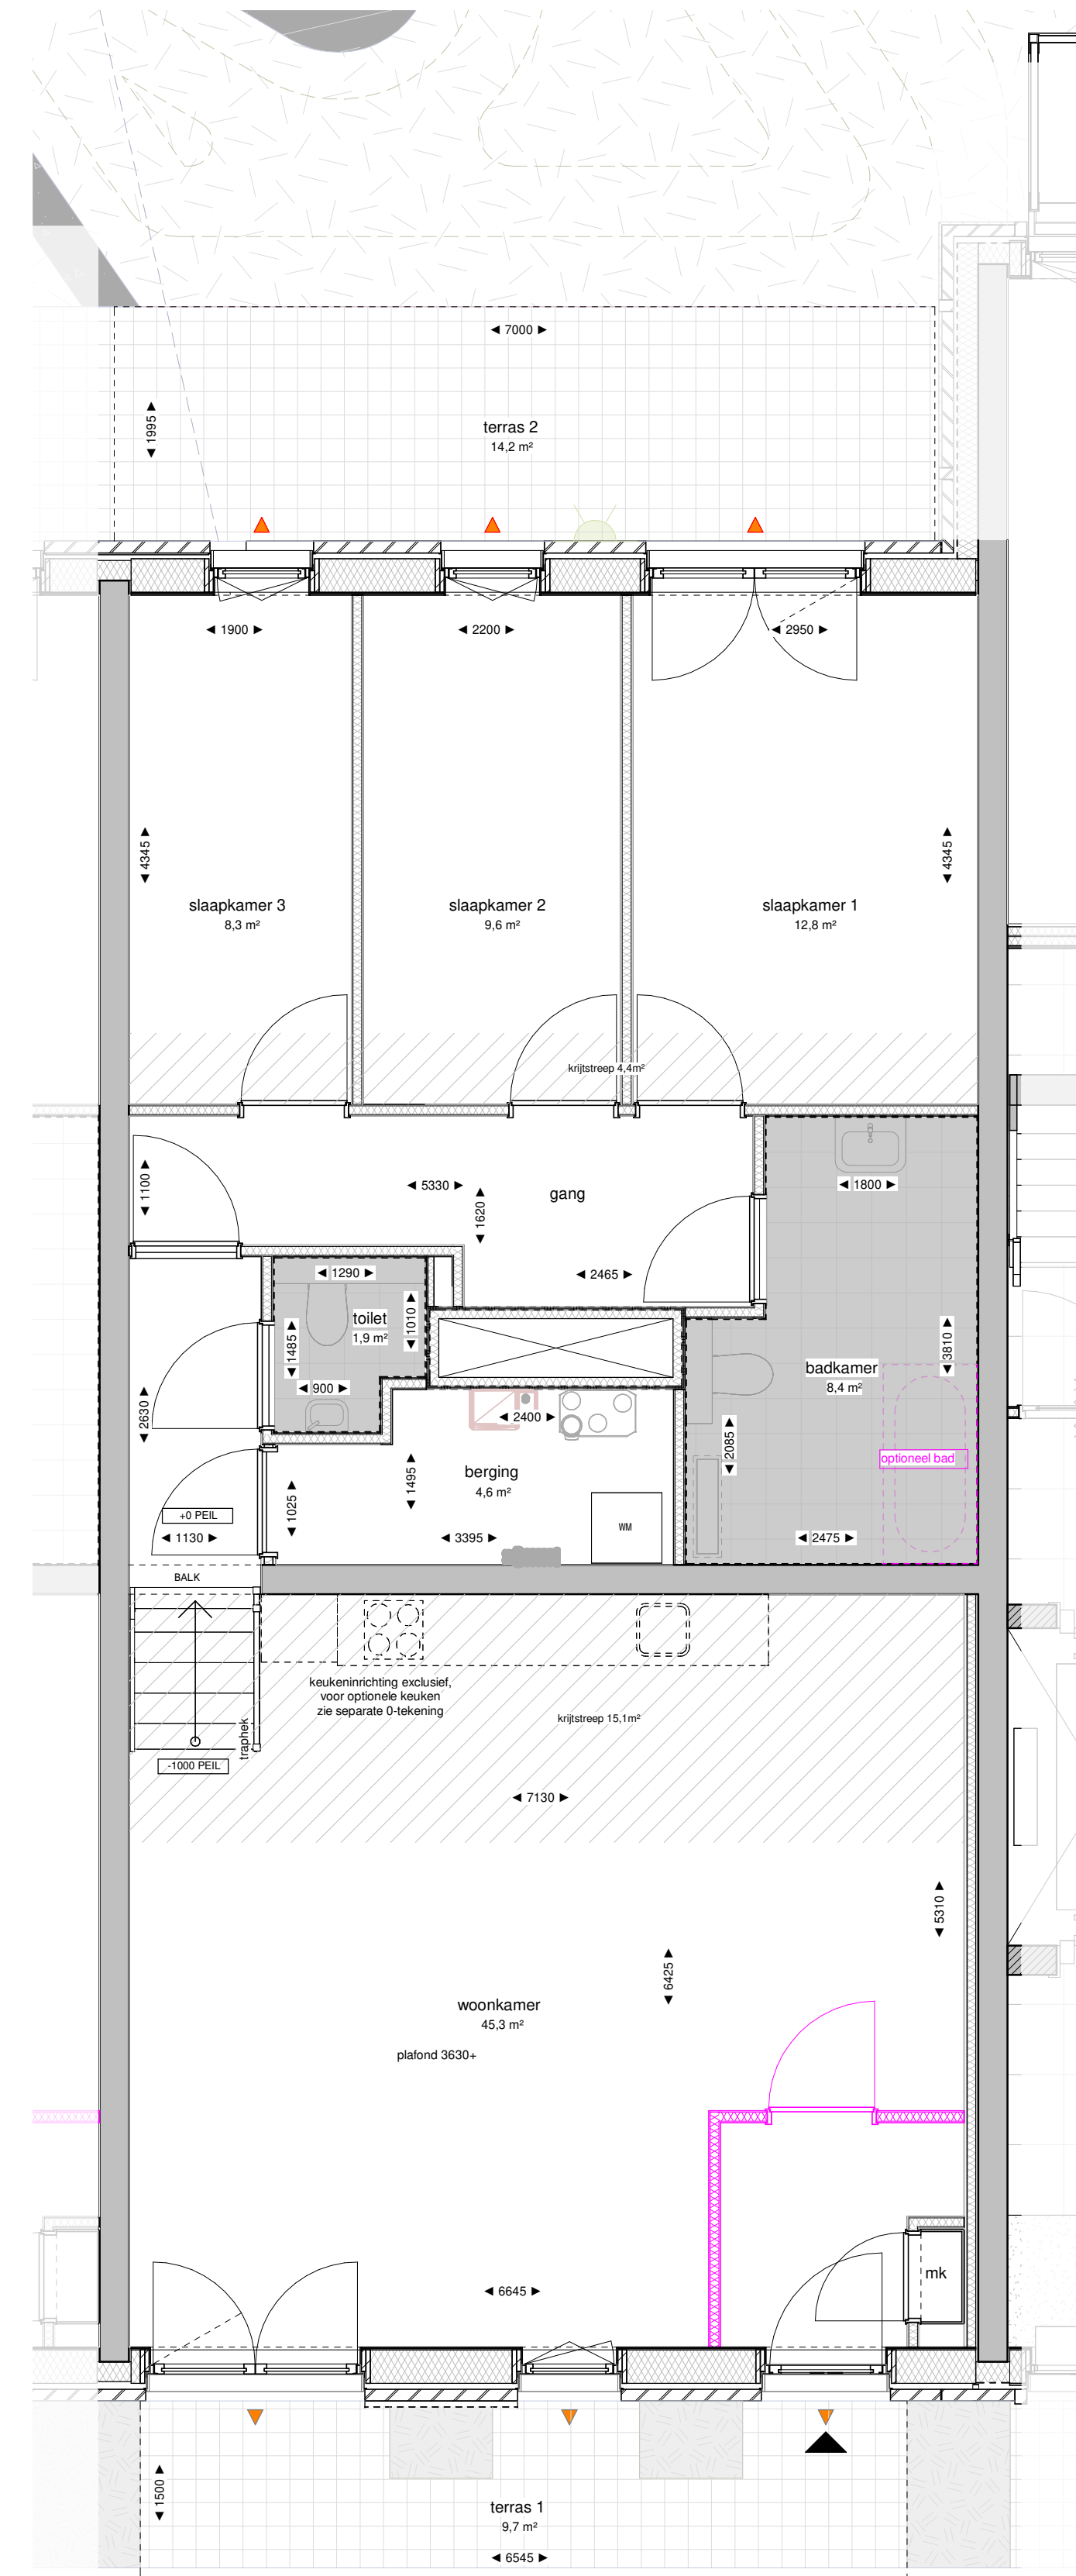 7000
1995
terras 2
14,2 m²
1900
2200
2950
4345
4345
slaapkamer 3
8,3 m²
slaapkamer 2
9,6 m²
slaapkamer 1
12,8 m²
krijtstreep 4,4m²
1100
5330
1620
gang
1800
2465
1290
toilet
1,9 m²
1010
1485
900
3810
badkamer
8,4 m²
2630
2400
2085
optioneel bad
berging
4,6 m²
1495
1025
+0 PEIL
1130
3395
WM
2475
BALK
keukeninrichting exclusief,
voor optionele keuken
zie separate 0-tekening
krijtstreep 15,1m²
traphek
-1000 PEIL
7130
5310
6425
woonkamer
45,3 m²
plafond 3630+
mk
6645
1500
terras 1
9,7 m²
6545